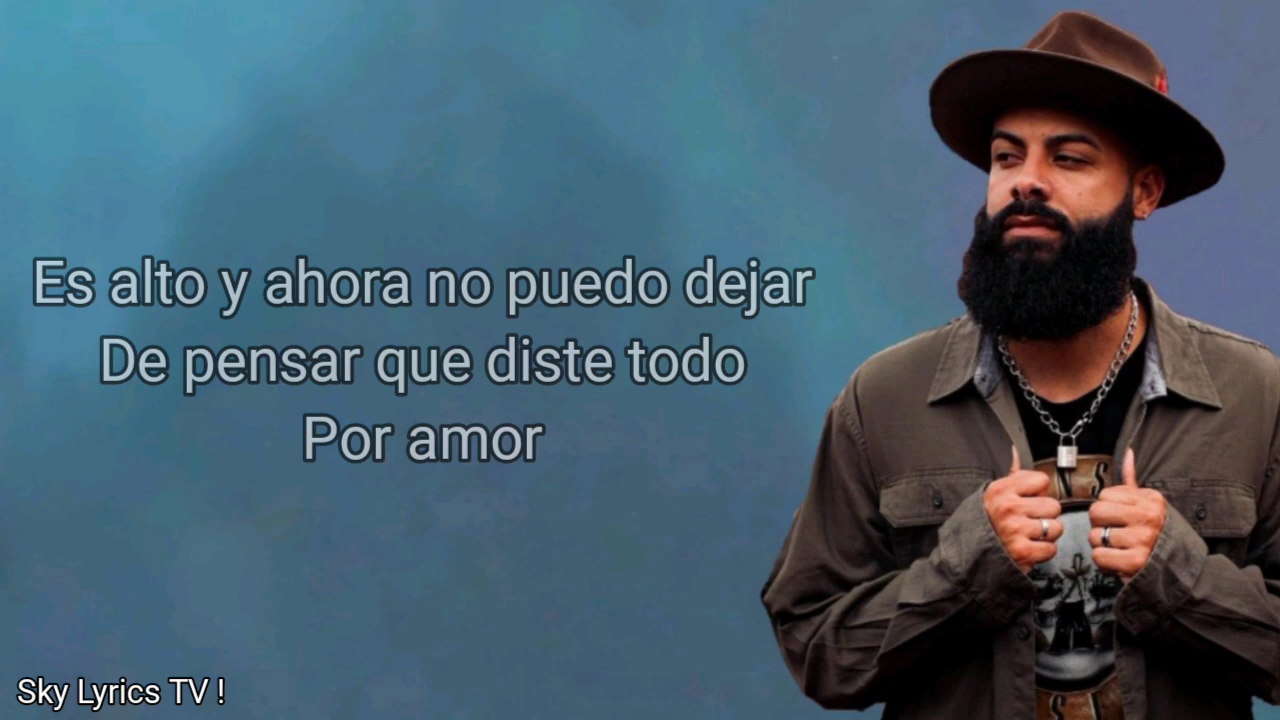 Es alto y ahora no puedo dejar
De pensar que diste todo
Por amor
Sky Lyrics TV !